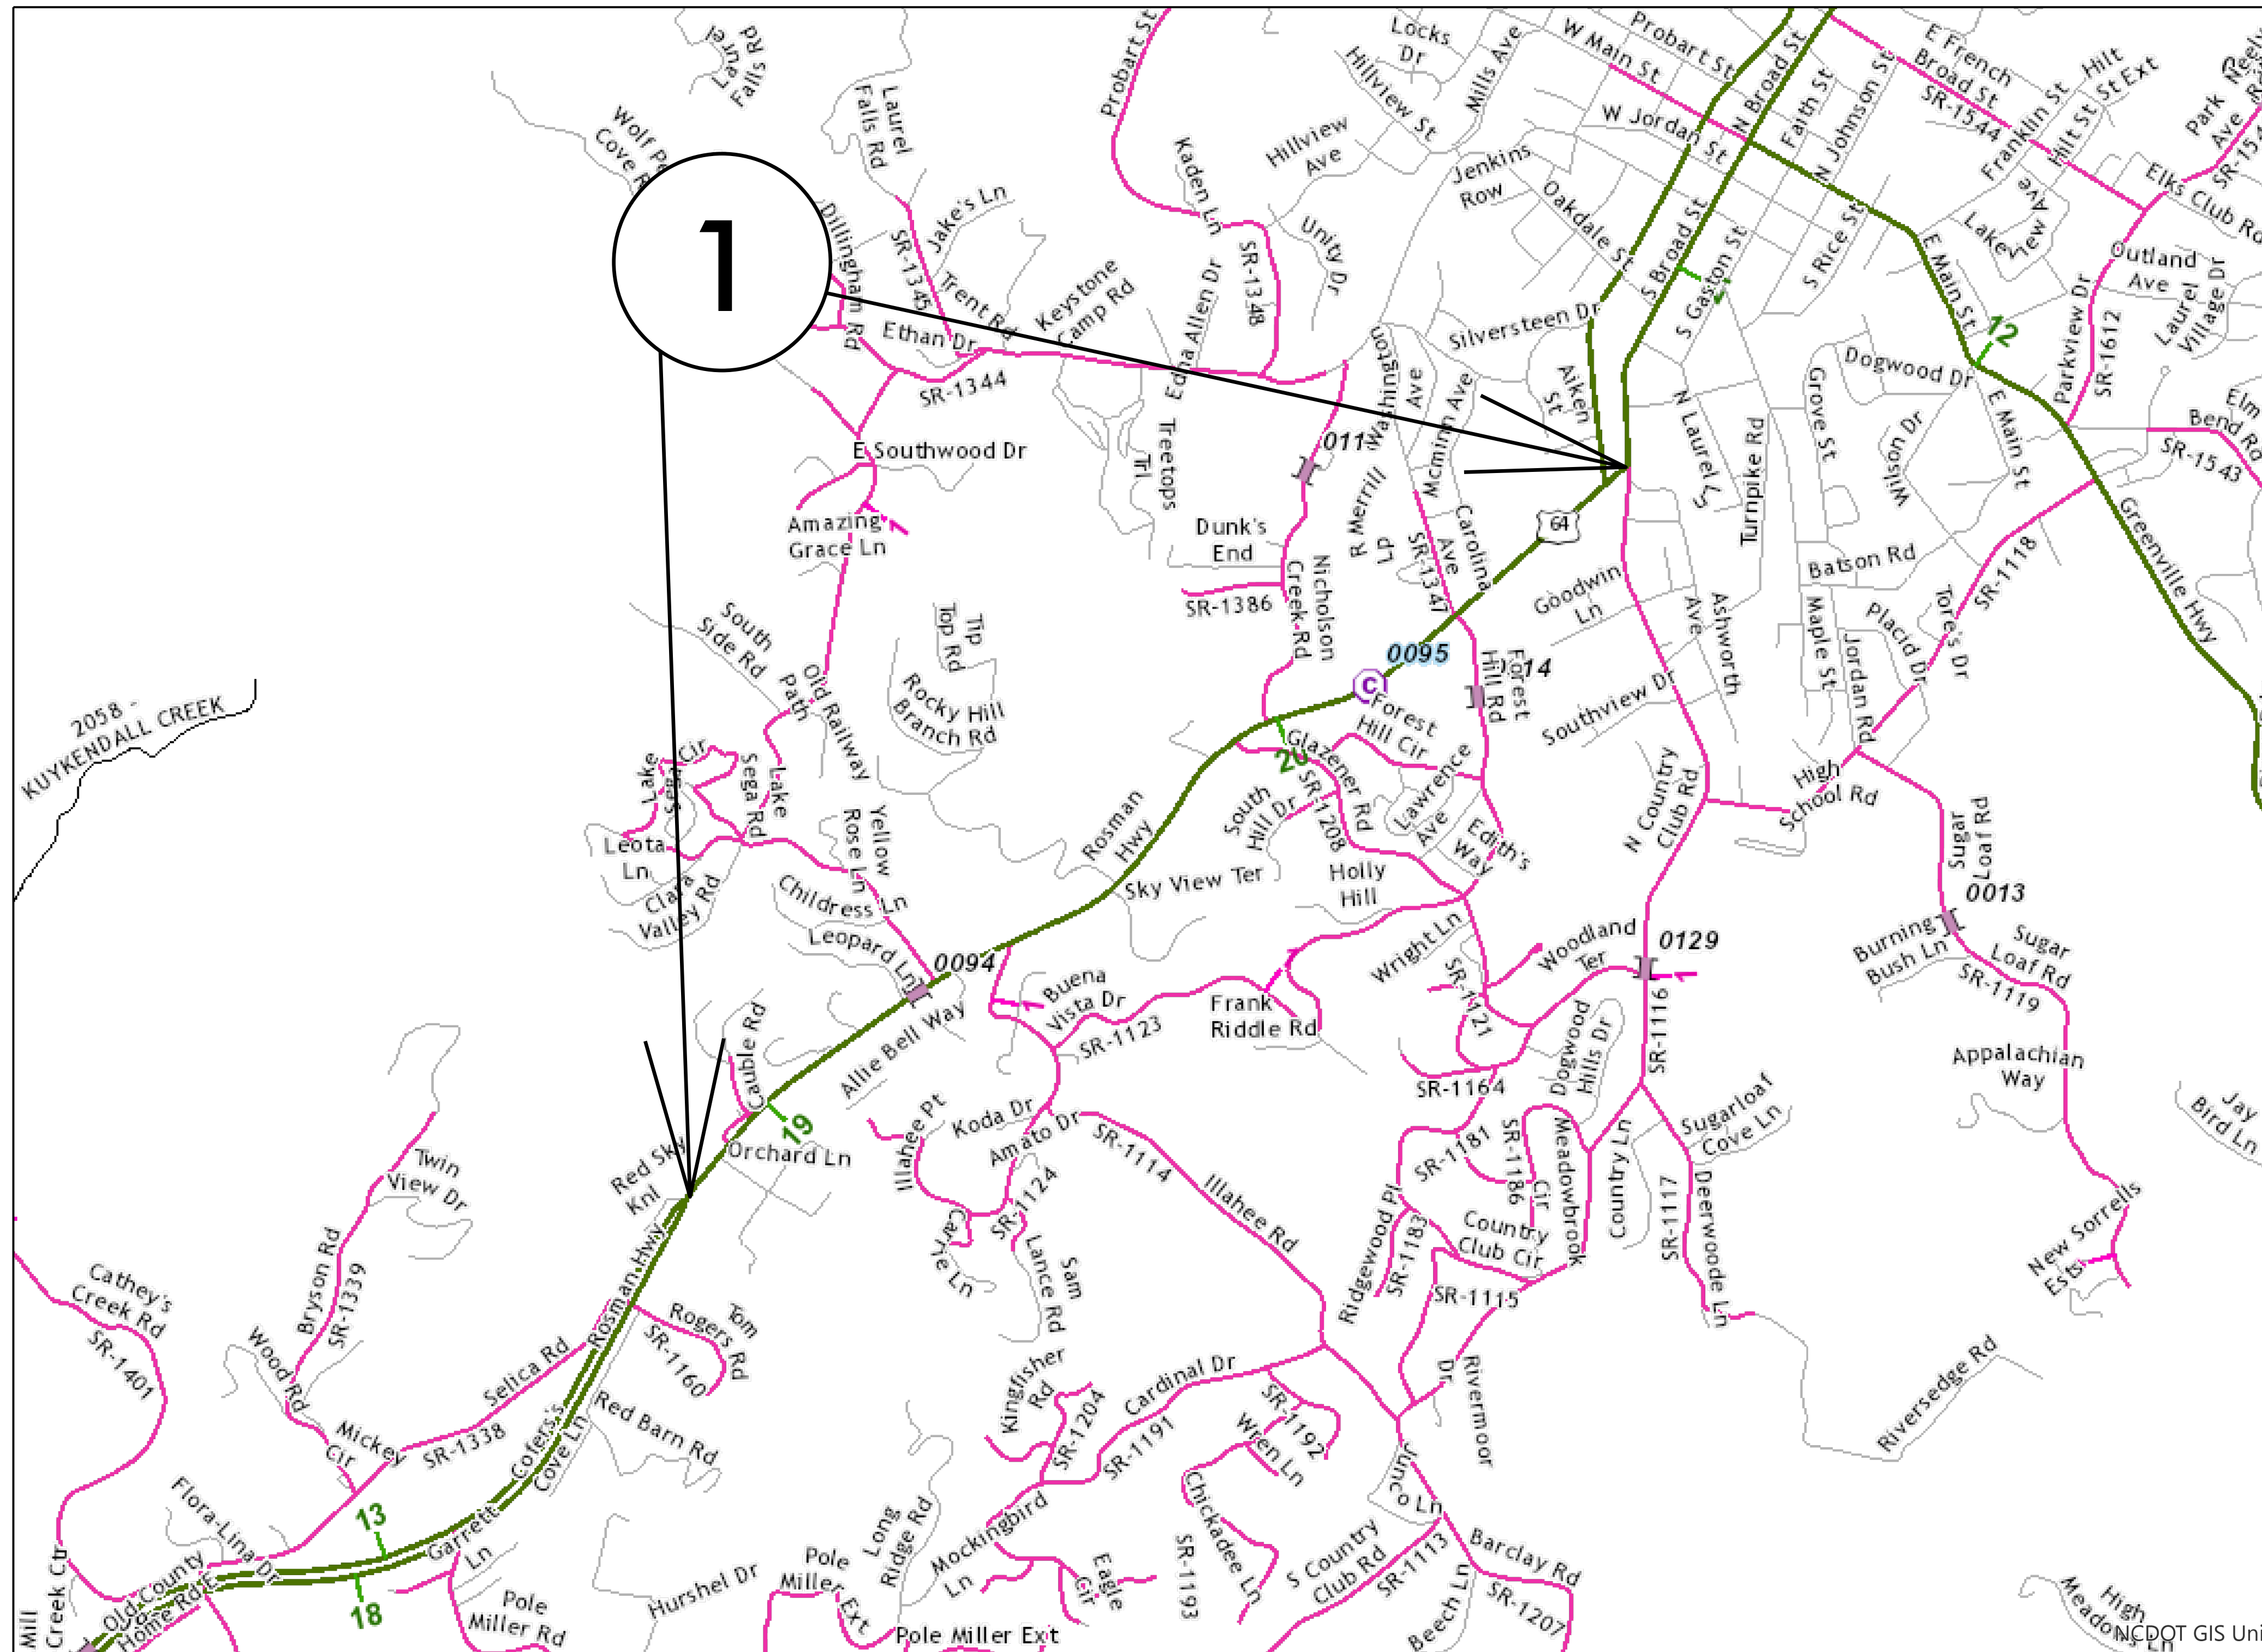 Laurel
Falls Rd
Probart St
Locks
Dr
Mills Ave
W Main St
Probart St
N Broad St
E French
Broad St
SR-1544
Hilt
Hilt St Ext
Franklin St
Park
Ave
Hillview St
Hillview
Ave
W Jordan St
Faith St
N Johnson St
Laurel
Falls Rd
Wolf
Cove
Kaden Ln
Jenkins
Row
Oakdale St
Elks Club Rd
Lake
View
Ave
1
Dillingham Rd
SR-1345
Jake's Ln
Trent Rd
Keystone
Camp Rd
Edna Allen Dr
SR-1348
Unity Dr
S Broad St
S Gaston St
S Rice St
E Main St
Outland
Ave
Laurel
Village Dr
Parkview Dr
SR-1612
12
Ethan Dr
SR-1344
Silversteen Dr
Washington
Ave
Mcminn Ave
Aiken
St
N Laurel
Turnpike Rd
Grove St
Dogwood Dr
Wilson Dr
E Main St
Elm
Bend Rd
SR-1543
E Southwood Dr
Treetops
Trl
011
R Merrill
Lp
64
Amazing
Grace Ln
1
Dunk's
End
Nicholson
Creek Rd
SR-1386
SR-1347
Carolina
Ave
Goodwin
Ln
Batson Rd
SR-1118
Greenville Hwy
Ashworth
Ave
Maple St
Jordan Rd
Placid Dr
Tore's Dr
South
Side Rd
Tip
Top Rd
Rocky Hill
Branch Rd
Old Railway
Path
2058 -
KUYKENDALL CREEK
0095
C
Forest
Hill Cir
Forest
Hill Rd
14
Southview Dr
20
Glazener Rd
SR-1208
South
Hill Dr
Lawrence
Ave
Edith's
Way
N Country
Club Rd
High
School Rd
Sugar
Loaf Rd
0013
Lake
Cir
Sega Rd
Lake
Leota
Ln
Clara
Valley Rd
Yellow
Rose Ln
Childress Ln
Leopard Ln
0094
Rosman
Hwy
Sky View Ter
Holly
Hill
Wright Ln
Woodland
Ter
0129
1
Burning
Bush Ln
Sugar
Loaf Rd
SR-1119
Buena
Vista Dr
1
SR-1123
Frank
Riddle Rd
SR-1121
SR-1116
Dogwood
Hills Dr
SR-1164
Appalachian
Way
Jay
Bird Ln
Cauble Rd
Allie Bell Way
19
Orchard Ln
Red Sky
Knl
Illahee Pt
Koda Dr
Amato Dr
SR-1114
SR-1124
Illahee Rd
Carrie Ln
Sam
Lance Rd
SR-1181
SR-1186
Meadowbrook
Cir
Country Ln
Sugarloaf
Cove Ln
SR-1117
Deerwoode Ln
New Sorrells
Ests
Twin
View Dr
Bryson Rd
SR-1339
Cathey's
Creek Rd
SR-1401
Wood Rd
Rosman Hwy
Tom
Rogers Rd
SR-1160
Ridgewood Pl
SR-1183
Country
Club Cir
SR-1115
Rivermoor
Dr
Riversedge Rd
Selica Rd
SR-1338
Mickey
Cir
Cofers's
Cove Ln
Red Barn Rd
Kingfisher
Rd
SR-1204
Cardinal Dr
SR-1191
SR-1192
Wren Ln
Junco
Co Ln
Flora-Lina Dr
13
18
Garrett
Ln
Old County
Home Rd
Mill
Creek Ctr
Pole
Miller Rd
Hurshel Dr
Pole
Miller Ext
Long
Ridge Rd
Mockingbird
Ln
Eagle
Cir
SR-1193
Chickadee Ln
S Country
Club Rd
SR-1113
Barclay Rd
Beech Ln
SR-1207
Pole Miller Ext
High
Meadows Ln
NCDOT GIS Uni